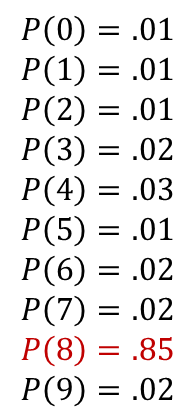 P(0) = .01
P(1) = .01
P(2) = .01
P(3) = .02
P(4) = .03
P(5) = .01
P(6) = .02
P(7) = .02
P(8) = .85
P(9) = .02